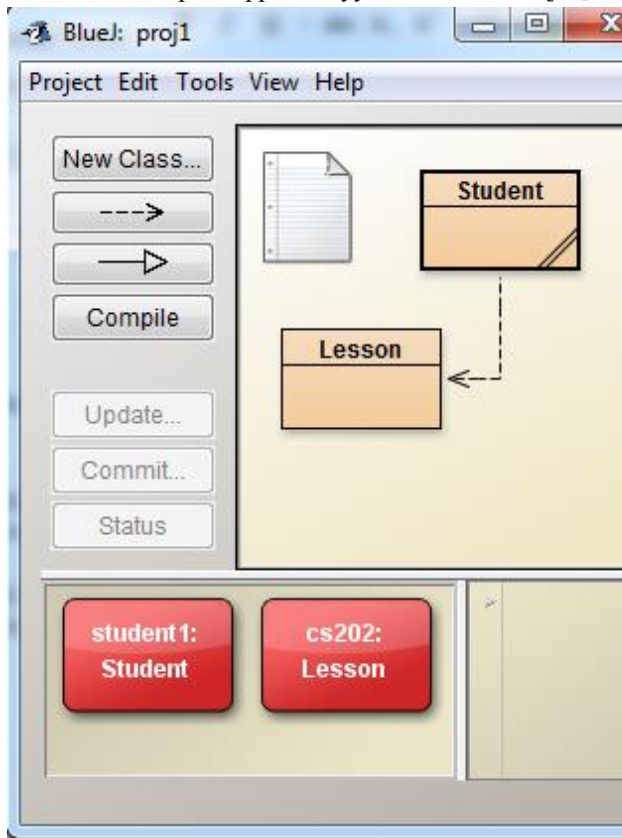 BlueJ: proj1
Project Edit Tools View Help
New Class...
Compile
Update...
Commit...
Status
Student
Lesson
student1:
Student
cs202:
Lesson